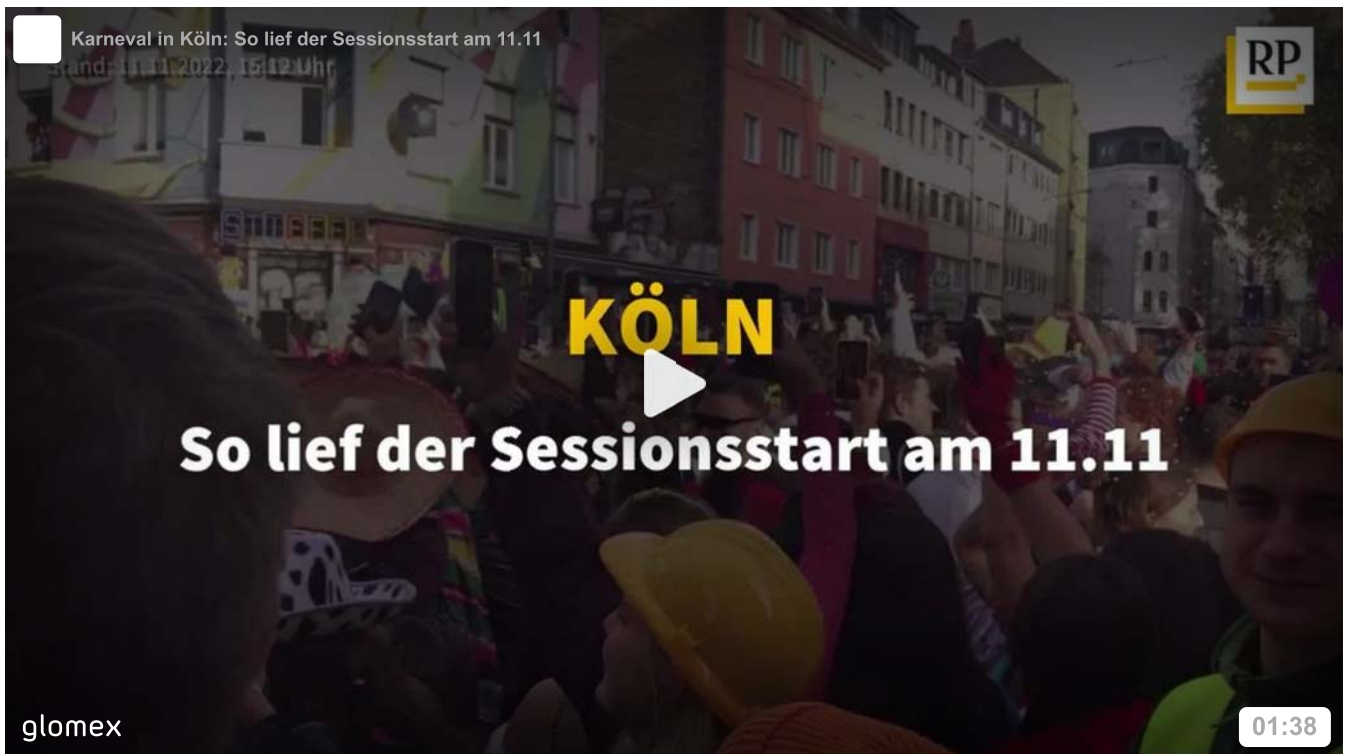 Karneval in Köln: So lief der Sessionsstart am 11.11
Stand: 11.11.2022, 15:12 Uhr
RP
KÖLN
So lief der Sessionsstart am 11.11
glomex
01:38